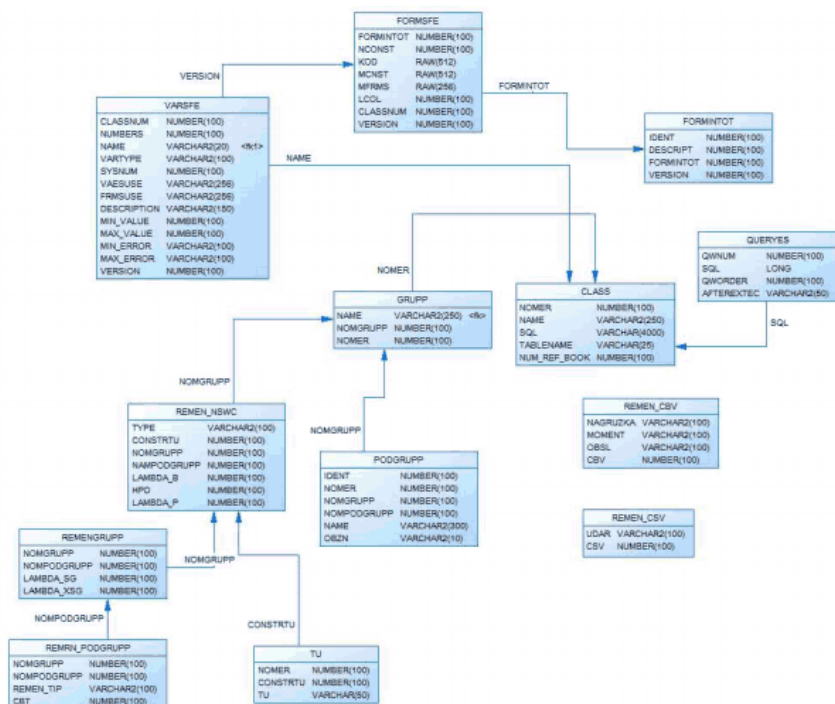 FORMSFE
FORMINTOT NUMBER(100)
NCONST NUMBER(100)
KOD RAW(512)
MCNST RAW(512)
MFRMS RAW(256)
LCOL NUMBER(100)
CLASSNUM NUMBER(100)
VERSION NUMBER(100)
VERSION
FORMINTOT
VARSFE
CLASSNUM NUMBER(100)
NUMBERS NUMBER(100)
NAME VARCHAR2(20) <fk1>
VARTYPE VARCHAR2(100)
SYSNUM NUMBER(100)
VAESUSE VARCHAR2(256)
FRMSUSE VARCHAR2(256)
DESCRIPTION VARCHAR2(150)
MIN_VALUE NUMBER(100)
MAX_VALUE NUMBER(100)
MIN_ERROR VARCHAR2(100)
MAX_ERROR VARCHAR2(100)
VERSION NUMBER(100)
FORMINTOT
IDENT NUMBER(100)
DESCRIPT NUMBER(100)
FORMINTOT NUMBER(100)
VERSION NUMBER(100)
NAME
QUERYES
QWNUM NUMBER(100)
SQL LONG
QWORDER NUMBER(100)
AFTEREXTEC VARCHAR2(50)
NOMER
CLASS
NOMER NUMBER(100)
NAME VARCHAR2(250)
SQL VARCHAR(4000)
TABLENAME VARCHAR(25)
NUM_REF_BOOK NUMBER(100)
SQL
GRUPP
NAME VARCHAR2(250) <fk>
NOMGRUPP NUMBER(100)
NOMER NUMBER(100)
NOMGRUPP
REMEN_NSWC
TYPE VARCHAR2(100)
CONSTRTU NUMBER(100)
NOMGRUPP NUMBER(100)
NAMPODGRUPP NUMBER(100)
LAMBDA_B NUMBER(100)
HPD NUMBER(100)
LAMBDA_P NUMBER(100)
NOMGRUPP
PODGRUPP
IDENT NUMBER(100)
NOMER NUMBER(100)
NOMGRUPP NUMBER(100)
NOMPODGRUPP NUMBER(100)
NAME VARCHAR2(300)
OBZN VARCHAR2(10)
REMEN_CBV
NAGRUZKA VARCHAR2(100)
MOMENT VARCHAR2(100)
OBSL VARCHAR2(100)
CBV NUMBER(100)
REMEN_CSV
UDAR VARCHAR2(100)
CSV NUMBER(100)
REMENGRUPP
NOMGRUPP NUMBER(100)
NOMPODGRUPP NUMBER(100)
LAMBDA_SG NUMBER(100)
LAMBDA_XSG NUMBER(100)
NOMGRUPP
NOMPODGRUPP
CONSTRTU
REMRN_PODGRUPP
NOMGRUPP NUMBER(100)
NOMPODGRUPP NUMBER(100)
REMEN_TIP VARCHAR2(100)
CBT NUMBER(100)
TU
NOMER NUMBER(100)
CONSTRTU NUMBER(100)
TU VARCHAR(50)